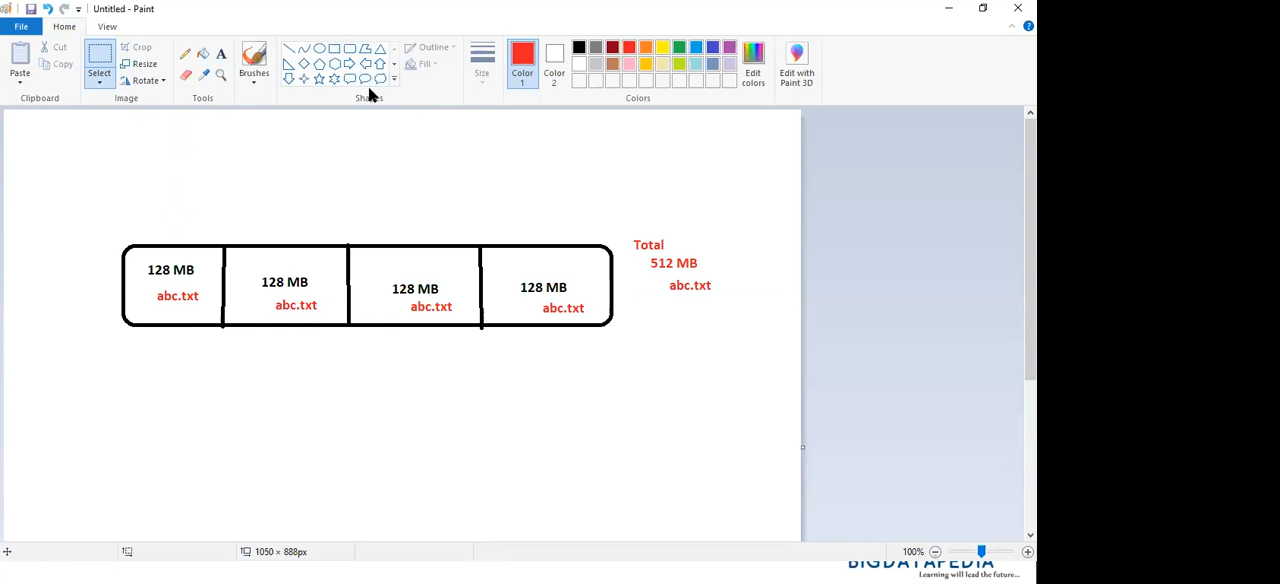 Untitled - Paint
File Home View
Paste
Cut
Copy
Clipboard
Select
Crop
Resize
Rotate
Image
Tools
Brushes
Shapes
Outline
Fill
Size
Color 1
Color 2
Colors
Edit colors
Edit with Paint 3D
128 MB
abc.txt
128 MB
abc.txt
128 MB
abc.txt
128 MB
abc.txt
Total
512 MB
abc.txt
1050 × 888px
100%
BIGDATAPEDIA
Learning will lead the future...